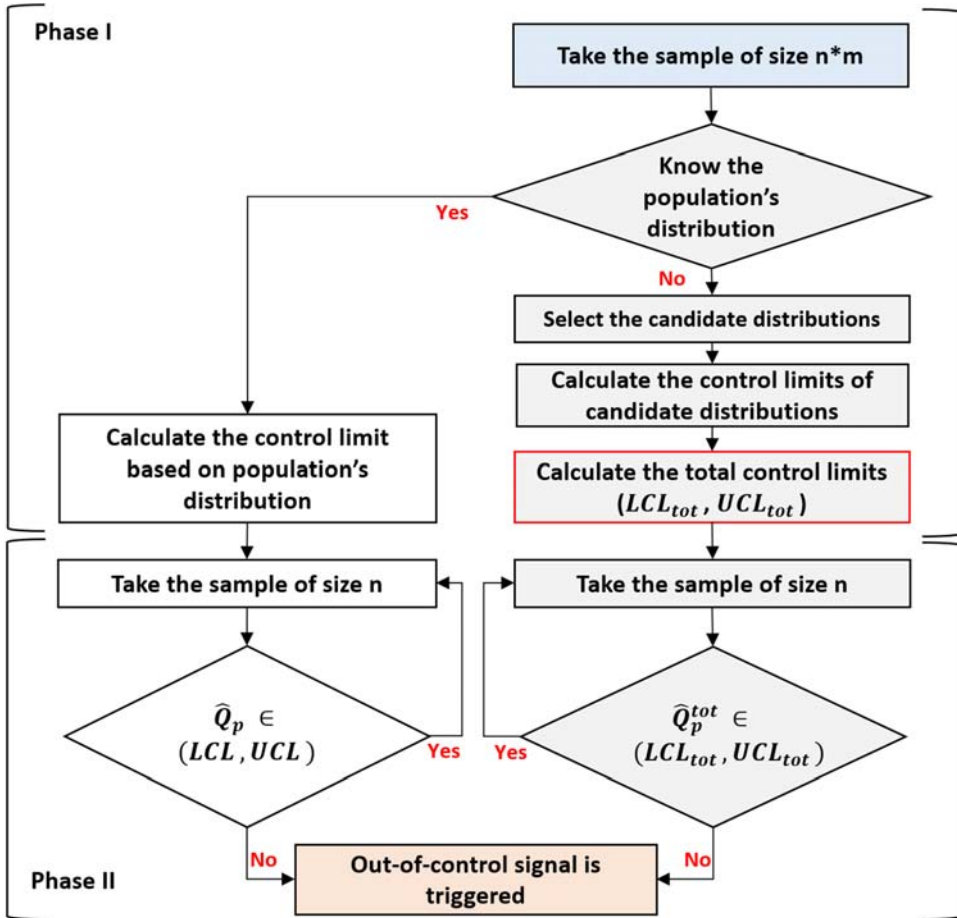 Phase I
Take the sample of size n*m
Know the
population's
distribution
Yes
No
Select the candidate distributions
Calculate the control limits of
candidate distributions
Calculate the control limit
based on population's
distribution
Calculate the total control limits
(LCL_tot, UCL_tot)
Take the sample of size n
Take the sample of size n
Q̂_p ∈
(LCL, UCL)
Yes
Q̂_p^tot ∈
(LCL_tot, UCL_tot)
Yes
No
No
Out-of-control signal is
triggered
Phase II